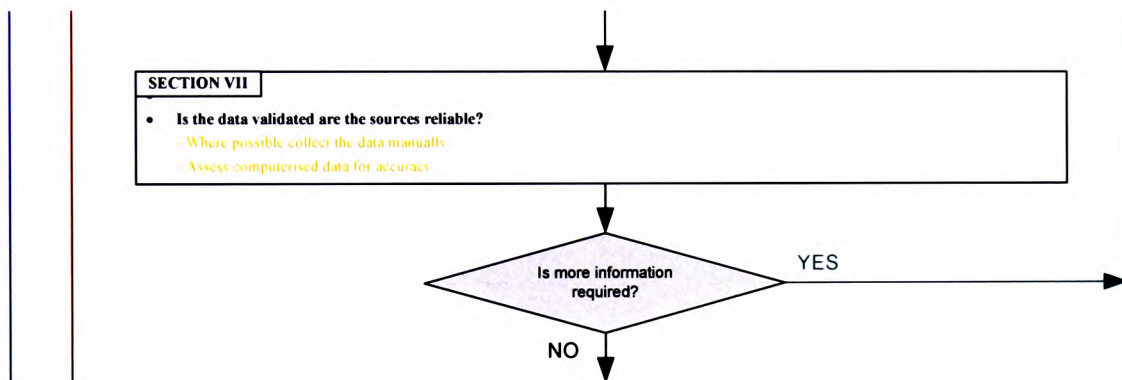 SECTION VII
• Is the data validated are the sources reliable?
– Where possible collect the data manually
– Assess computerised data for accuracy
Is more information
required?
YES
NO